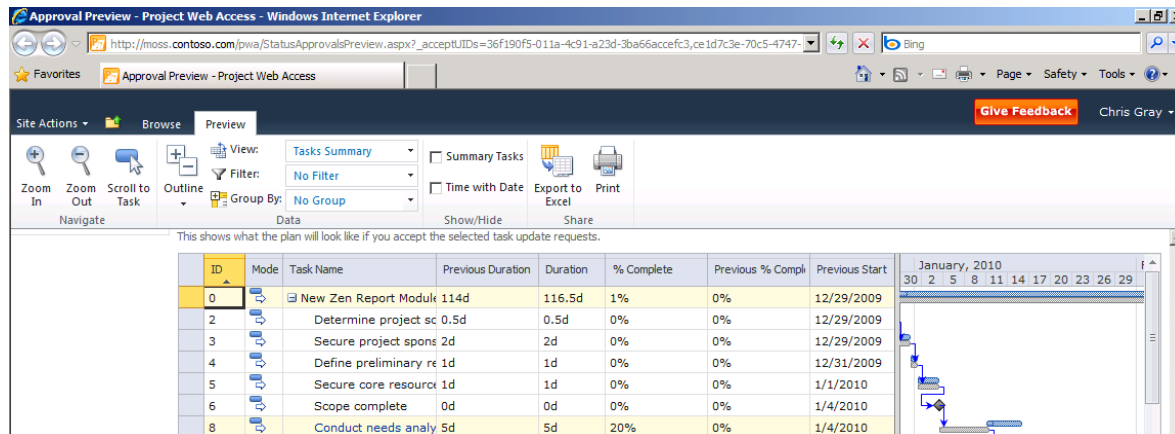 Approval Preview - Project Web Access - Windows Internet Explorer
http://moss.contoso.com/pwa/StatusApprovalsPreview.aspx?_acceptUIDs=36f190f5-011a-4c91-a23d-3ba66accefc3,ce1d7c3e-70c5-4747-
Bing
Favorites Approval Preview - Project Web Access Page Safety Tools
Site Actions Browse Preview Give Feedback Chris Gray
View: Tasks Summary Summary Tasks
Filter: No Filter Time with Date
Group By: No Group
Zoom In Zoom Out Scroll to Task Outline Export to Excel Print
Navigate Data Show/Hide Share
This shows what the plan will look like if you accept the selected task update requests.
ID Mode Task Name Previous Duration Duration % Complete Previous % Compl Previous Start January, 2010
30 2 5 8 11 14 17 20 23 26 29
0 New Zen Report Module 114d 116.5d 1% 0% 12/29/2009
2 Determine project sc 0.5d 0.5d 0% 0% 12/29/2009
3 Secure project spons 2d 2d 0% 0% 12/29/2009
4 Define preliminary re 1d 1d 0% 0% 12/31/2009
5 Secure core resource 1d 1d 0% 0% 1/1/2010
6 Scope complete 0d 0d 0% 0% 1/4/2010
8 Conduct needs analy 5d 5d 20% 0% 1/4/2010